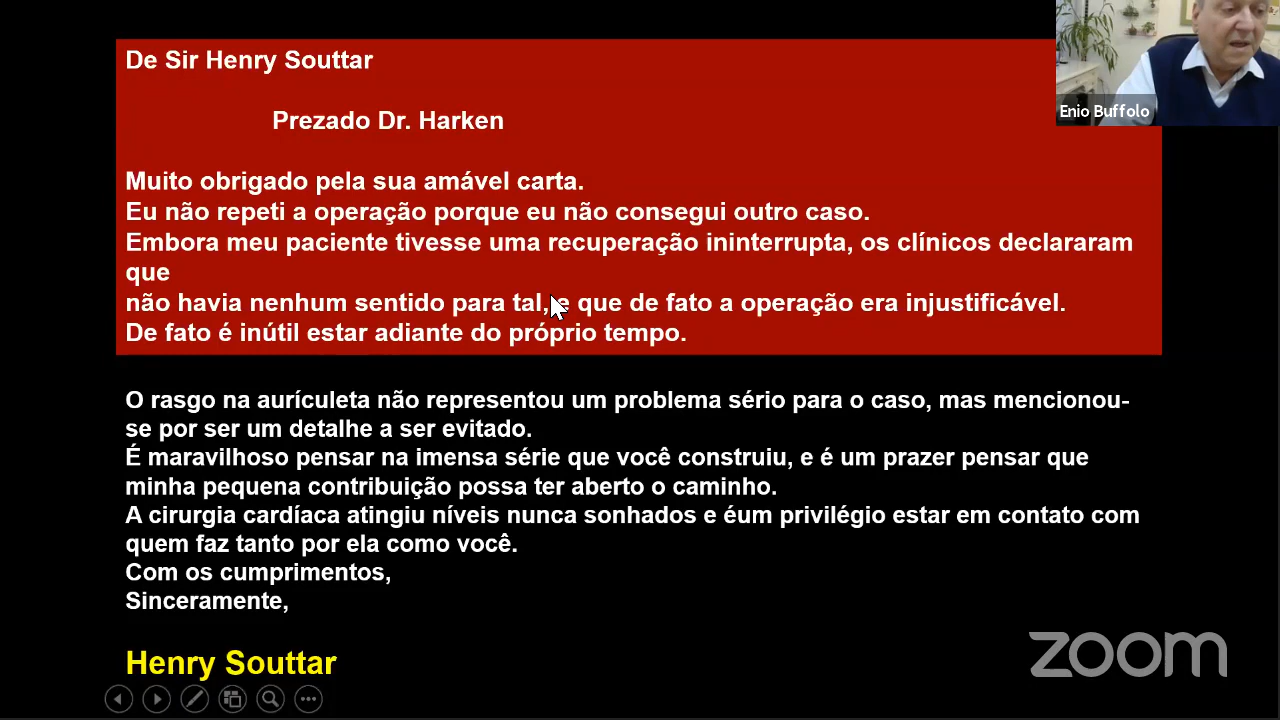 De Sir Henry Souttar
Enio Buffolo
Prezado Dr. Harken
Muito obrigado pela sua amável carta.
Eu não repeti a operação porque eu não consegui outro caso.
Embora meu paciente tivesse uma recuperação ininterrupta, os clínicos declararam
que
não havia nenhum sentido para tal, e que de fato a operação era injustificável.
De fato é inútil estar adiante do próprio tempo.
O rasgo na aurículeta não representou um problema sério para o caso, mas mencionou-
se por ser um detalhe a ser evitado.
É maravilhoso pensar na imensa série que você construiu, e é um prazer pensar que
minha pequena contribuição possa ter aberto o caminho.
A cirurgia cardíaca atingiu níveis nunca sonhados e éum privilégio estar em contato com
quem faz tanto por ela como você.
Com os cumprimentos,
Sinceramente,
Henry Souttar
zoom